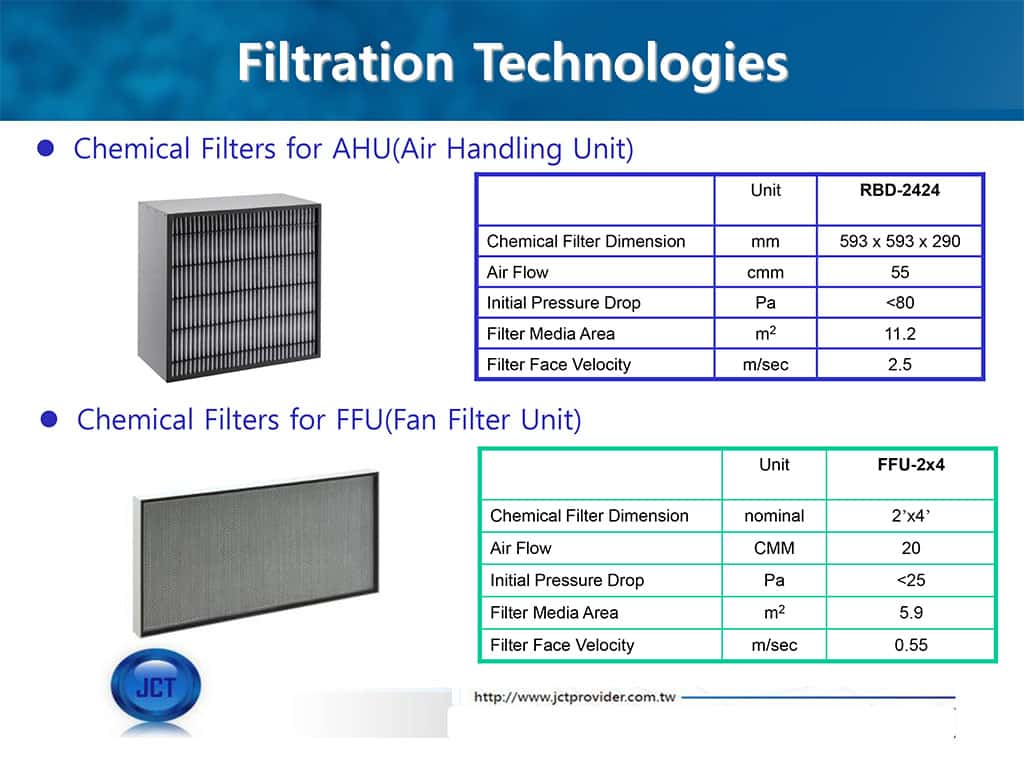 Filtration Technologies
● Chemical Filters for AHU(Air Handling Unit)
Unit RBD-2424
Chemical Filter Dimension mm 593 x 593 x 290
Air Flow cmm 55
Initial Pressure Drop Pa <80
Filter Media Area m² 11.2
Filter Face Velocity m/sec 2.5
● Chemical Filters for FFU(Fan Filter Unit)
Unit FFU-2x4
Chemical Filter Dimension nominal 2’x4’
Air Flow CMM 20
Initial Pressure Drop Pa <25
Filter Media Area m² 5.9
Filter Face Velocity m/sec 0.55
JCT
http://www.jctprovider.com.tw